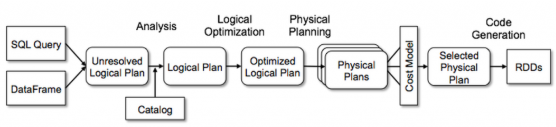 Analysis
Logical
Optimization
Physical
Planning
Code
Generation
SQL Query
DataFrame
Unresolved
Logical Plan
Logical Plan
Optimized
Logical Plan
Physical
Plans
Cost Model
Selected
Physical
Plan
RDDs
Catalog